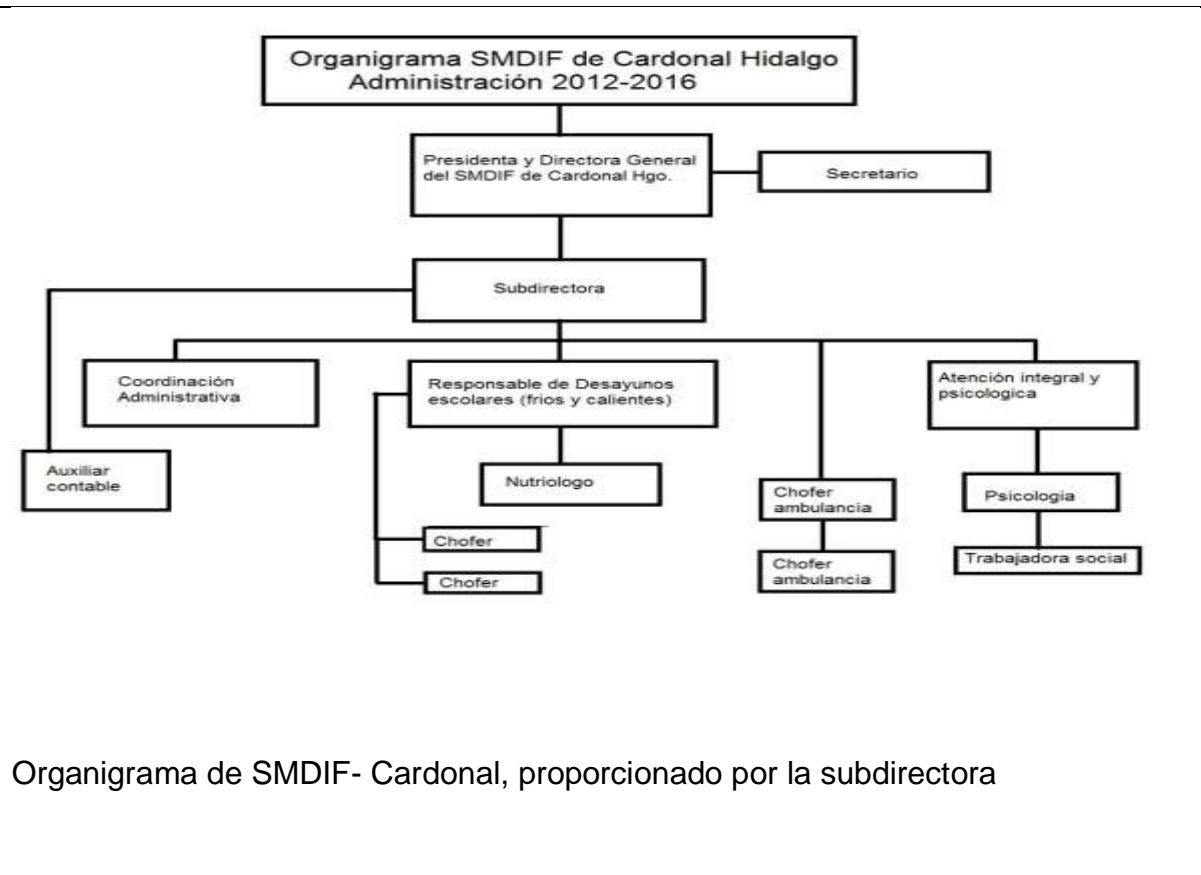 Organigrama SMDIF de Cardonal Hidalgo
Administración 2012-2016
Presidenta y Directora General
del SMDIF de Cardonal Hgo.
Secretario
Subdirectora
Coordinación
Administrativa
Responsable de Desayunos
escolares (frios y calientes)
Atención integral y
psicologica
Auxiliar
contable
Nutriologo
Chofer
ambulancia
Psicologia
Chofer
Chofer
Chofer
ambulancia
Trabajadora social
Organigrama de SMDIF- Cardonal, proporcionado por la subdirectora